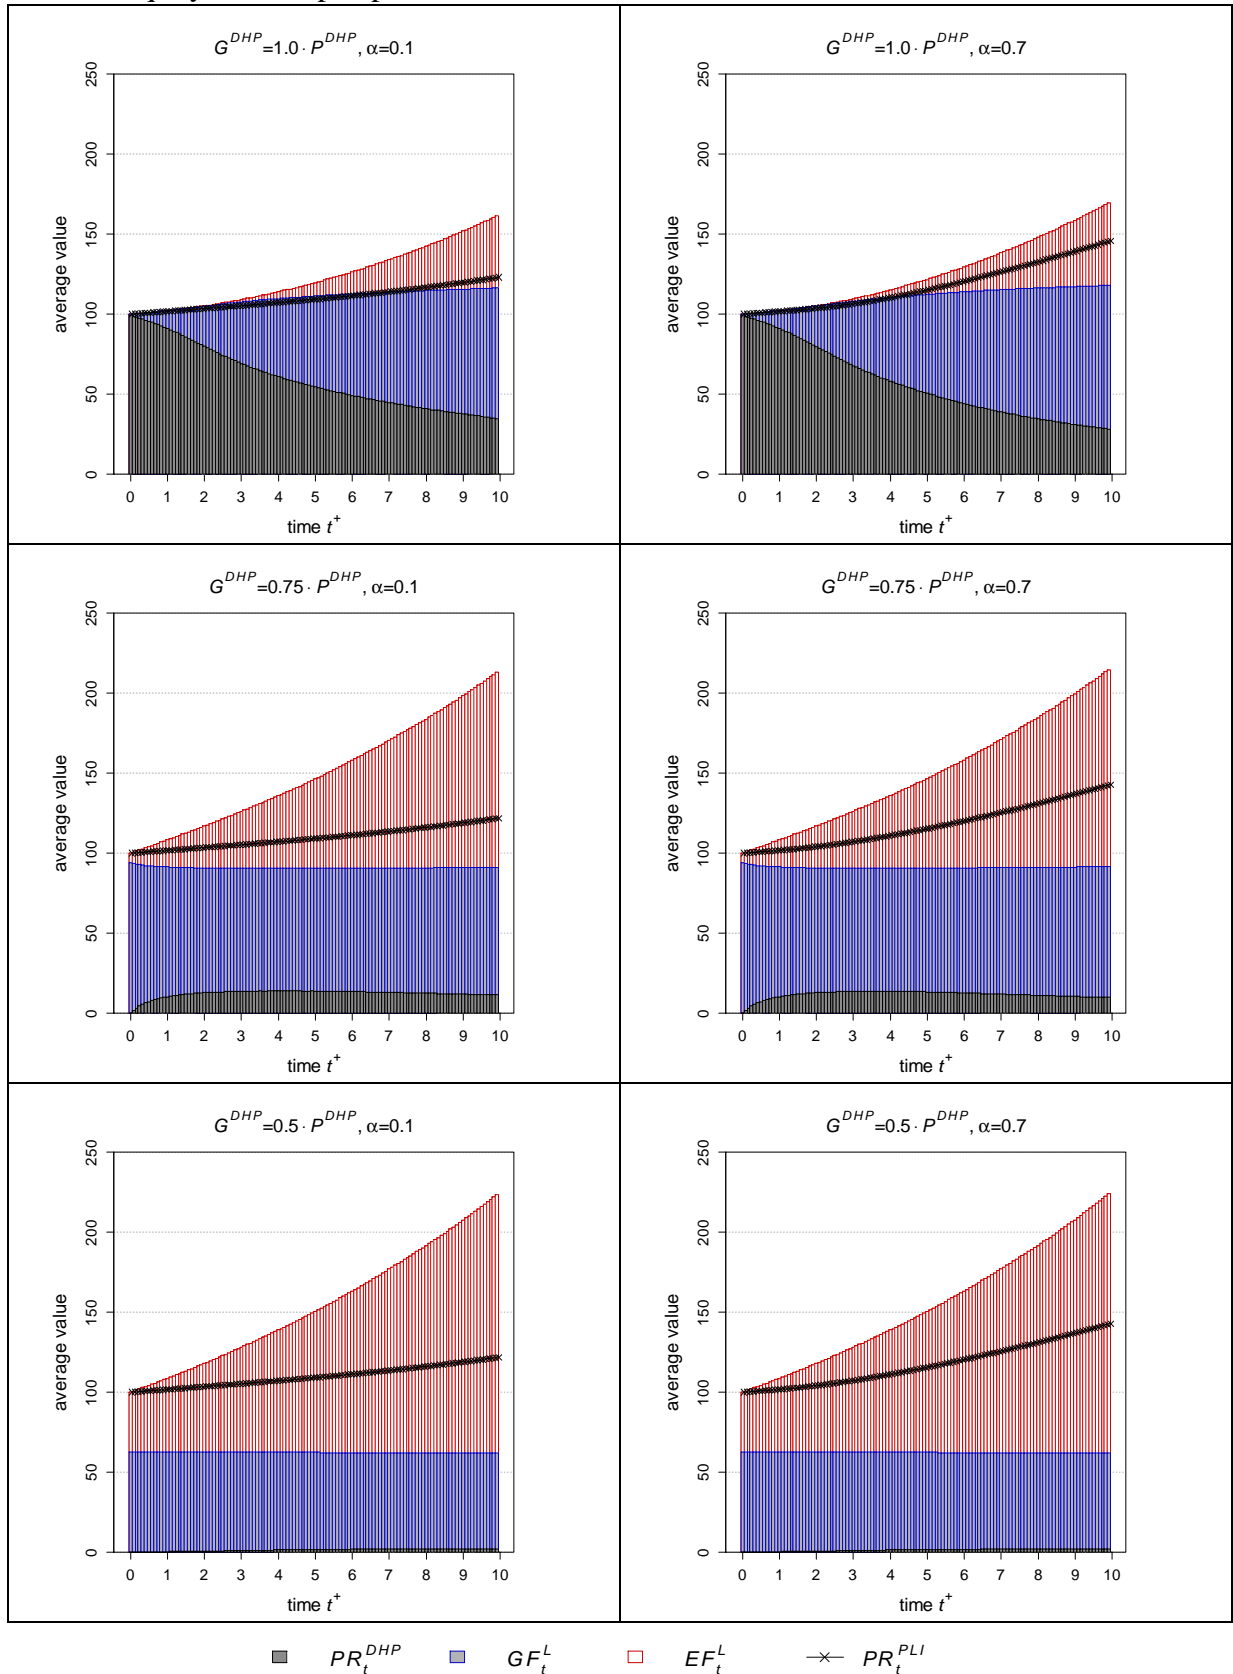 G^DHP=1.0 · P^DHP, α=0.1
250
200
150
100
50
0
average value
0 1 2 3 4 5 6 7 8 9 10
time t^+
G^DHP=1.0 · P^DHP, α=0.7
250
200
150
100
50
0
average value
0 1 2 3 4 5 6 7 8 9 10
time t^+
G^DHP=0.75 · P^DHP, α=0.1
250
200
150
100
50
0
average value
0 1 2 3 4 5 6 7 8 9 10
time t^+
G^DHP=0.75 · P^DHP, α=0.7
250
200
150
100
50
0
average value
0 1 2 3 4 5 6 7 8 9 10
time t^+
G^DHP=0.5 · P^DHP, α=0.1
250
200
150
100
50
0
average value
0 1 2 3 4 5 6 7 8 9 10
time t^+
G^DHP=0.5 · P^DHP, α=0.7
250
200
150
100
50
0
average value
0 1 2 3 4 5 6 7 8 9 10
time t^+
PR_t^DHP GF_t^L EF_t^L PR_t^PLI